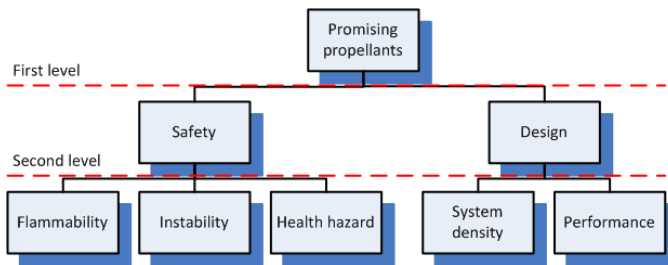 Promising
propellants
First level
Safety
Design
Second level
Flammability
Instability
Health hazard
System
density
Performance